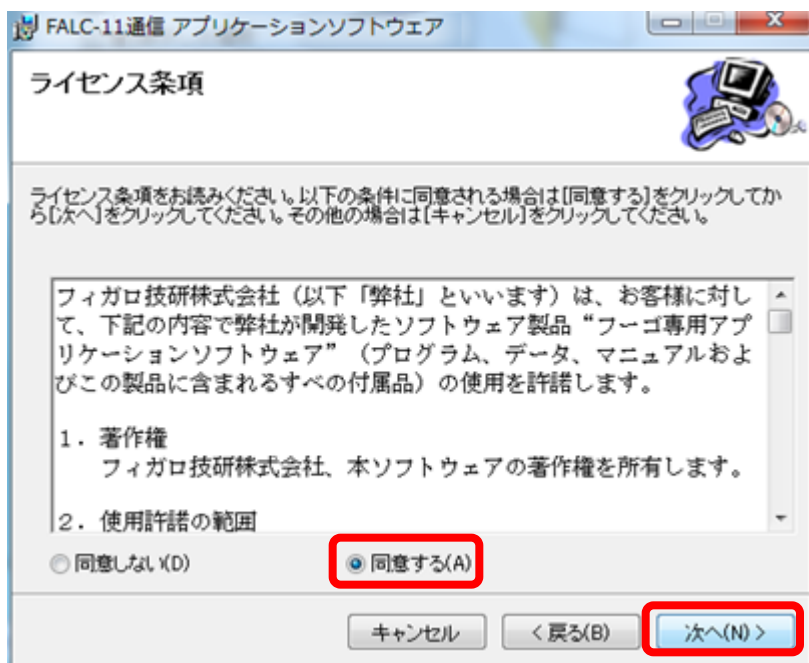 FALC-11通信 アプリケーションソフトウェア
ライセンス条項
ライセンス条項をお読みください。以下の条件に同意される場合は[同意する]をクリックしてか
ら[次へ]をクリックしてください。その他の場合は[キャンセル]をクリックしてください。
フィガロ技研株式会社（以下「弊社」といいます）は、お客様に対し
て、下記の内容で弊社が開発したソフトウェア製品“フーゴ専用アプ
リケーションソフトウェア”（プログラム、データ、マニュアルおよ
びこの製品に含まれるすべの付属品）の使用を許諾します。
1．著作権
フィガロ技研株式会社、本ソフトウェアの著作権を所有します。
2．使用許諾の範囲
同意しない(D)
同意する(A)
キャンセル
< 戻る(B)
次へ(N) >